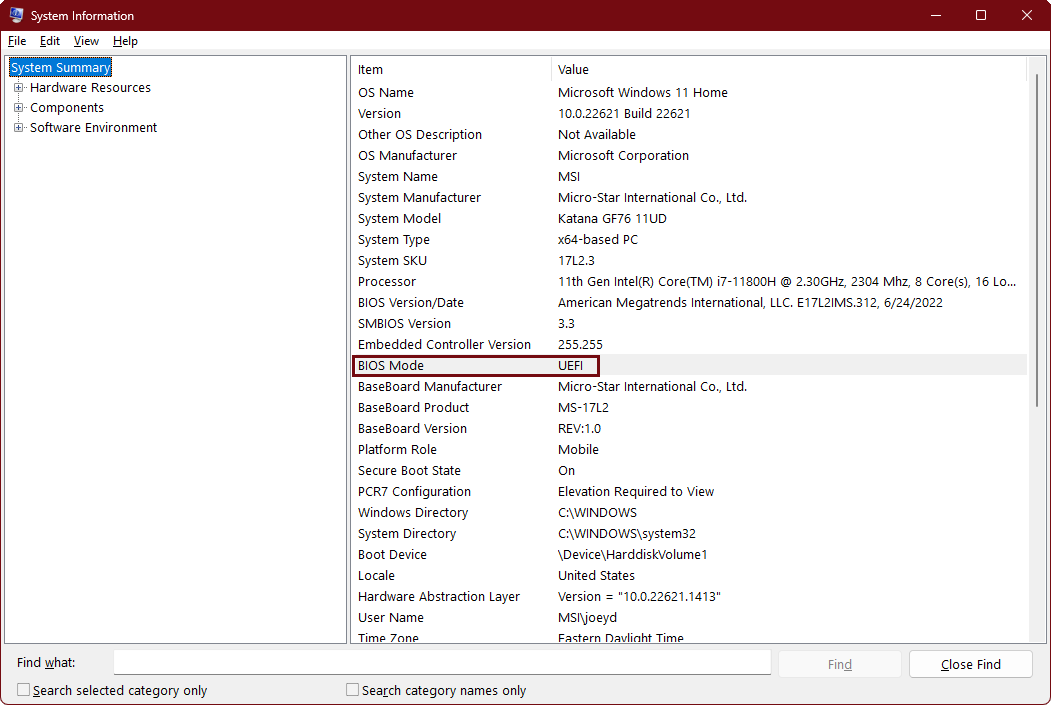 System Information
File Edit View Help
System Summary
Hardware Resources
Components
Software Environment
Item Value
OS Name Microsoft Windows 11 Home
Version 10.0.22621 Build 22621
Other OS Description Not Available
OS Manufacturer Microsoft Corporation
System Name MSI
System Manufacturer Micro-Star International Co., Ltd.
System Model Katana GF76 11UD
System Type x64-based PC
System SKU 17L2.3
Processor 11th Gen Intel(R) Core(TM) i7-11800H @ 2.30GHz, 2304 Mhz, 8 Core(s), 16 Lo...
BIOS Version/Date American Megatrends International, LLC. E17L2IMS.312, 6/24/2022
SMBIOS Version 3.3
Embedded Controller Version 255.255
BIOS Mode UEFI
BaseBoard Manufacturer Micro-Star International Co., Ltd.
BaseBoard Product MS-17L2
BaseBoard Version REV:1.0
Platform Role Mobile
Secure Boot State On
PCR7 Configuration Elevation Required to View
Windows Directory C:\WINDOWS
System Directory C:\WINDOWS\system32
Boot Device \Device\HarddiskVolume1
Locale United States
Hardware Abstraction Layer Version = "10.0.22621.1413"
User Name MSI\joeyd
Time Zone Eastern Daylight Time
Find what: Find Close Find
Search selected category only Search category names only